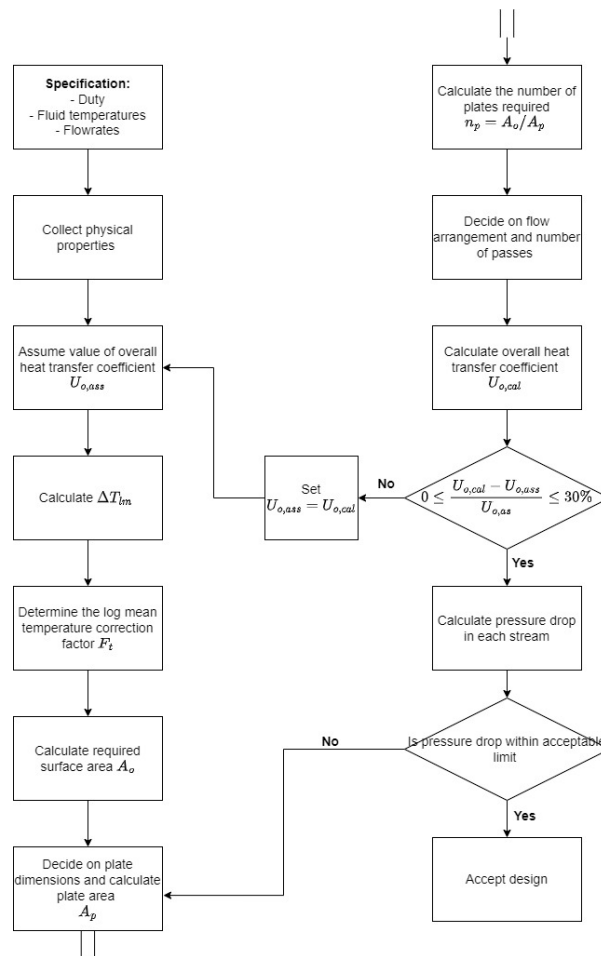 Specification:
- Duty
- Fluid temperatures
- Flowrates
Collect physical
properties
Assume value of overall
heat transfer coefficient
U_{o,ass}
Calculate ΔT_{lm}
Determine the log mean
temperature correction
factor F_t
Calculate required
surface area A_o
Decide on plate
dimensions and calculate
plate area
A_p
Calculate the number of
plates required
n_p = A_o/A_p
Decide on flow
arrangement and number
of passes
Calculate overall heat
transfer coefficient
U_{o,cal}
0 ≤ \frac{U_{o,cal} − U_{o,ass}}{U_{o,as}} ≤ 30%
No
Set
U_{o,ass} = U_{o,cal}
Yes
Calculate pressure drop
in each stream
Is pressure drop within acceptable
limit
No
Yes
Accept design